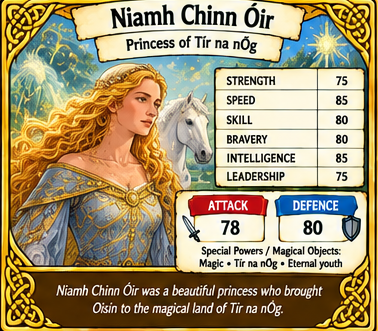 Niamh Chinn Óir
Princess of Tír na nÓg
STRENGTH 75
SPEED 85
SKILL 80
BRAVERY 80
INTELLIGENCE 85
LEADERSHIP 75
ATTACK DEFENCE
78 80
Special Powers / Magical Objects:
Magic • Tír na nÓg • Eternal youth
Niamh Chinn Óir was a beautiful princess who brought
Oisín to the magical land of Tír na nÓg.